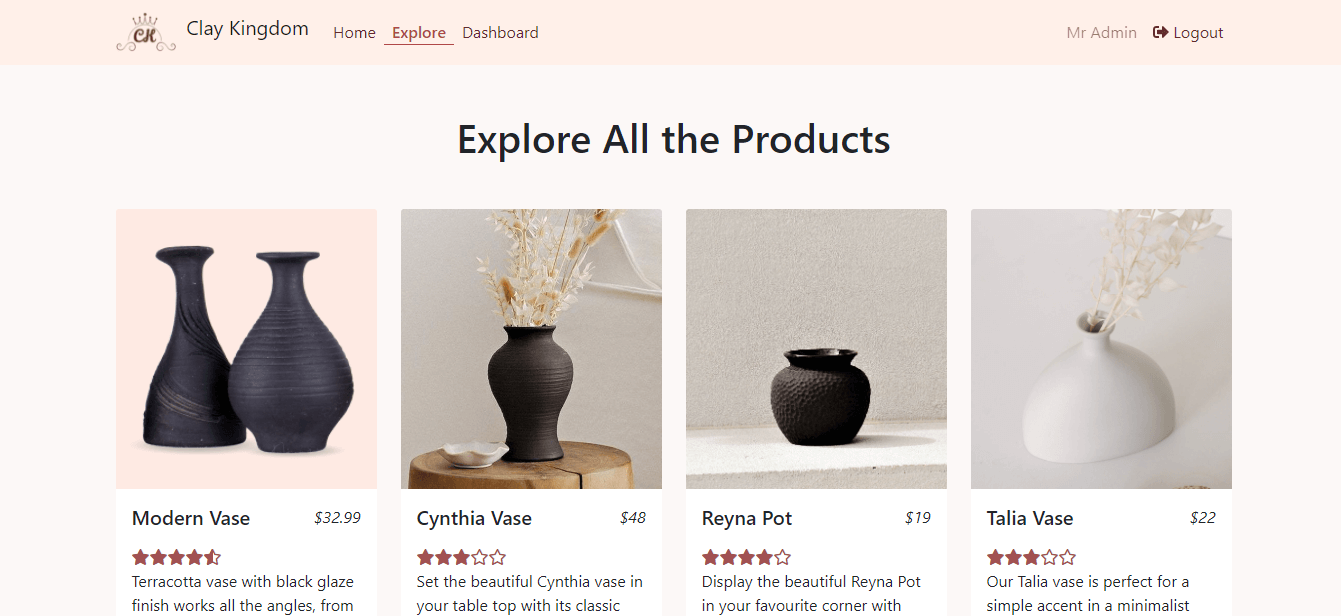 CK
Clay Kingdom
Home
Explore
Dashboard
Mr Admin
Logout
Explore All the Products
Modern Vase
$32.99
Terracotta vase with black glaze
finish works all the angles, from
Cynthia Vase
$48
Set the beautiful Cynthia vase in
your table top with its classic
Reyna Pot
$19
Display the beautiful Reyna Pot
in your favourite corner with
Talia Vase
$22
Our Talia vase is perfect for a
simple accent in a minimalist